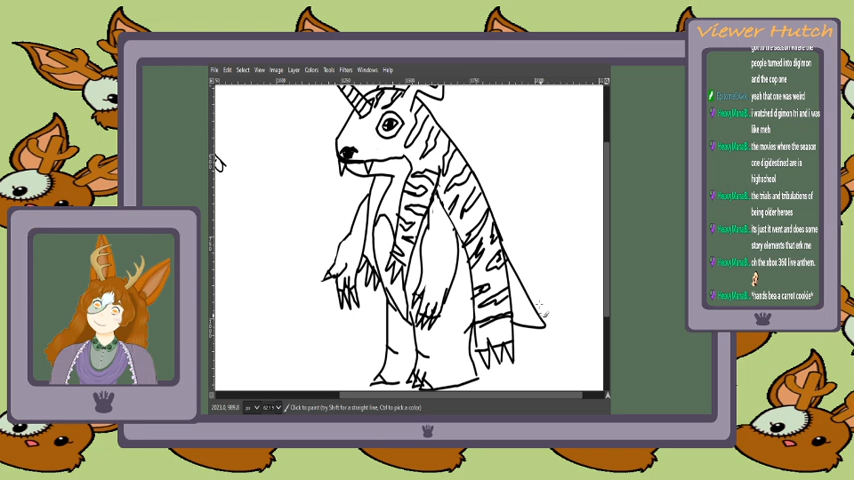 Viewer Hutch
people turned into digimon
and the cop one
yeah that one was weird
i watched digimon tri and i was
like meh
the movies where the season
one digidestined are in
highschool
the trials and tribulations of
being older heroes
its just it went and does some
story elements that erk me
oh the xbox 360 live anthem.
*hands bea a carrot cookie*
File Edit Select View Image Layer Colors Tools Filters Windows Help
Click to paint (try Shift for a straight line, Ctrl to pick a color)